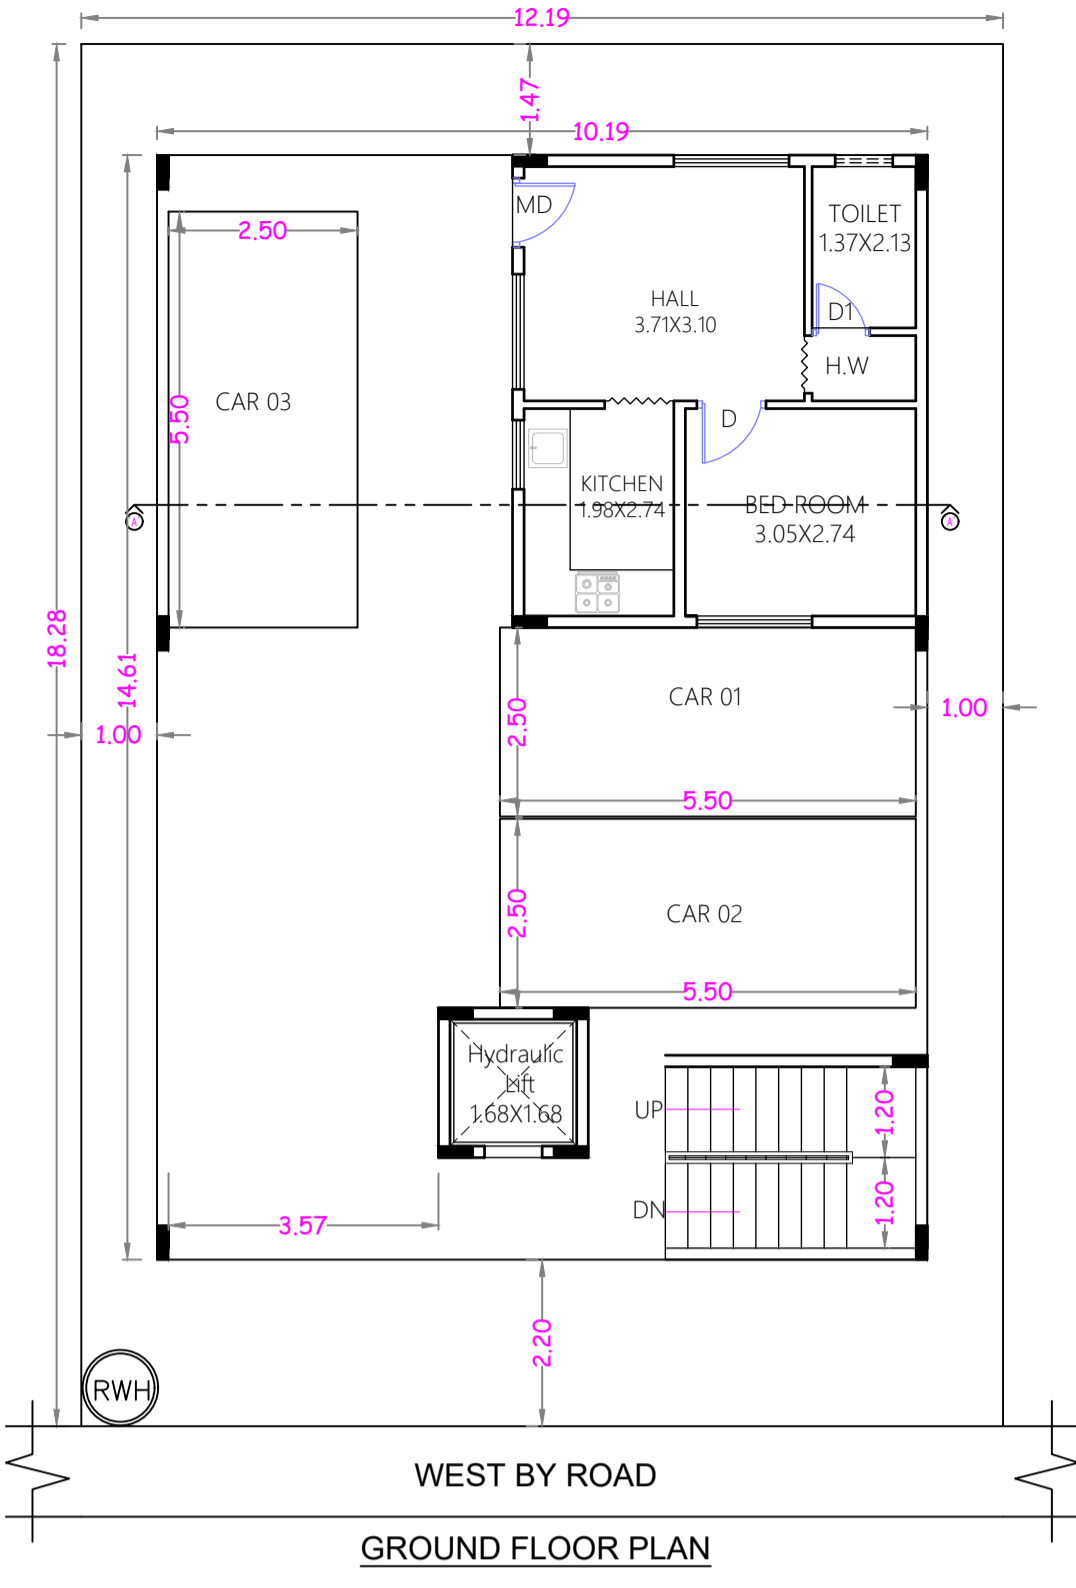 12.19
1.47
10.19
MD
TOILET
1.37X2.13
2.50
HALL
3.71X3.10
D1
H.W
CAR 03
5.50
D
KITCHEN
1.98X2.74
BED ROOM
3.05X2.74
A
A'
18.28
14.61
CAR 01
2.50
1.00
1.00
5.50
CAR 02
2.50
5.50
Hydraulic
Lift
1.68X1.68
UP
1.20
DN
1.20
3.57
2.20
RWH
WEST BY ROAD
GROUND FLOOR PLAN